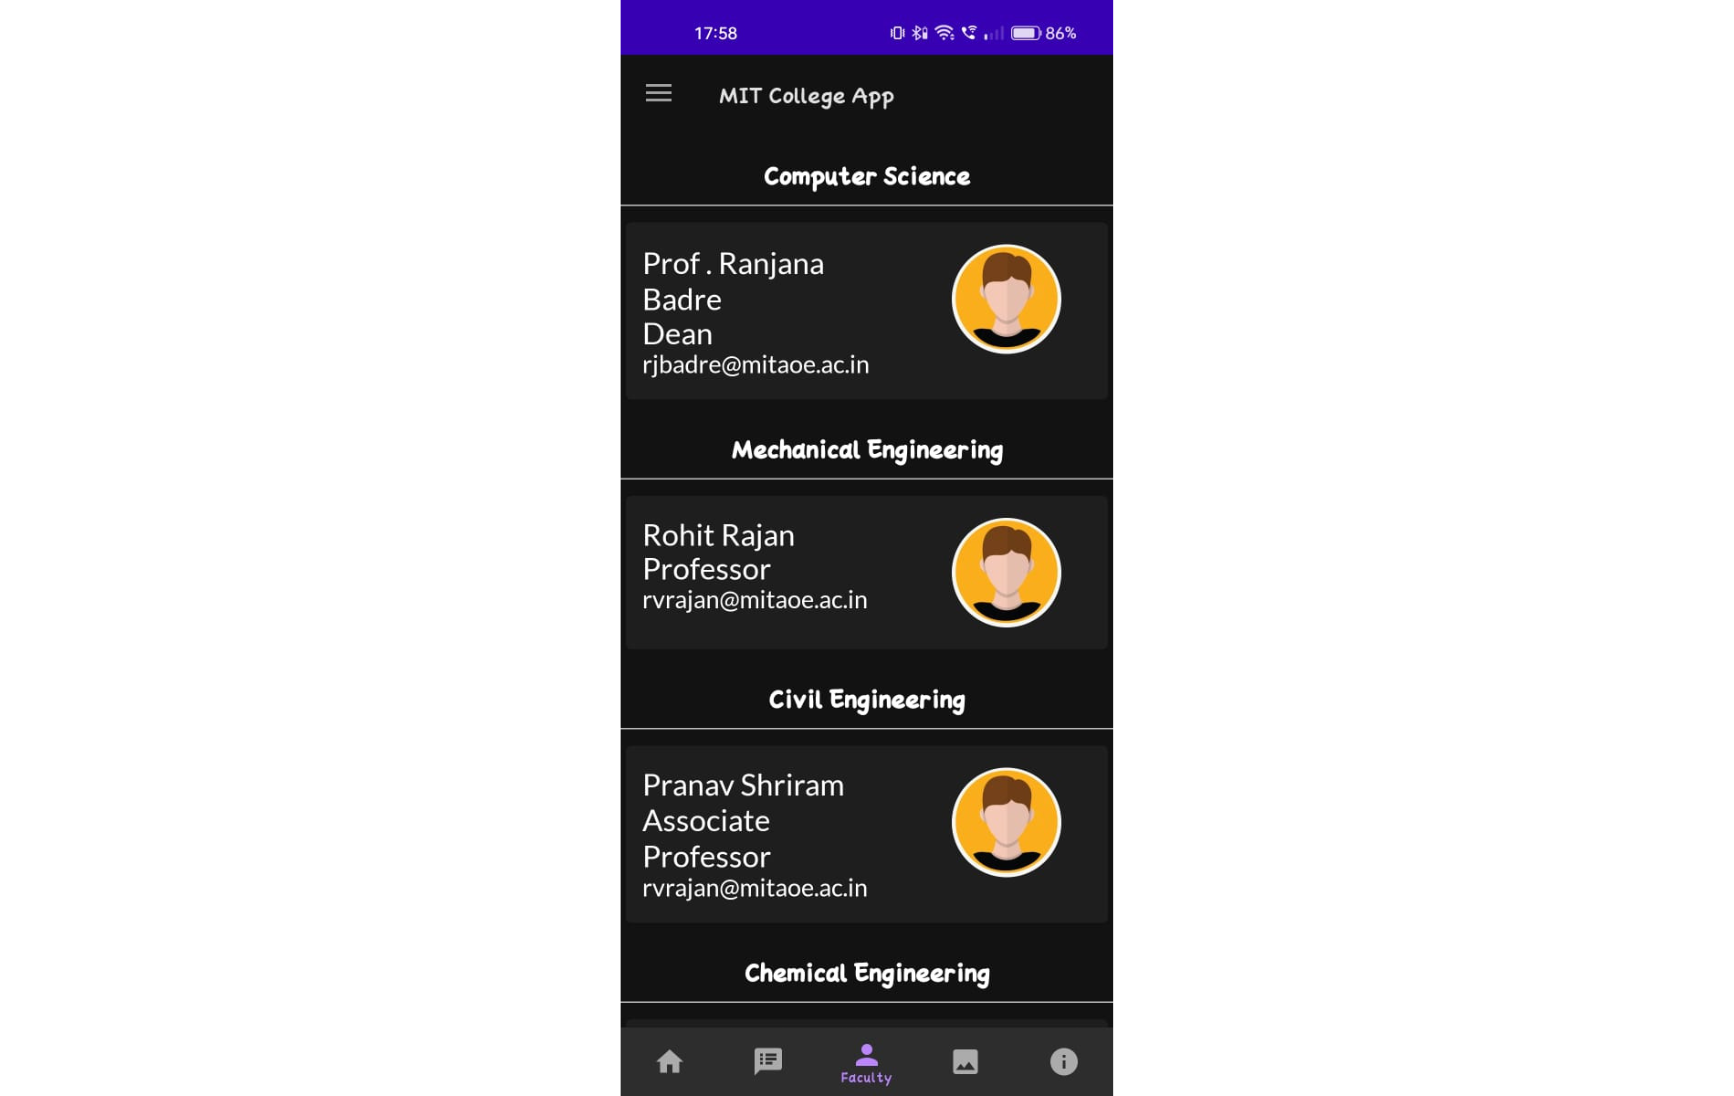 17:58
86%
MIT College App
Computer Science
Prof . Ranjana
Badre
Dean
rjbadre@mitaoe.ac.in
Mechanical Engineering
Rohit Rajan
Professor
rvrajan@mitaoe.ac.in
Civil Engineering
Pranav Shriram
Associate
Professor
rvrajan@mitaoe.ac.in
Chemical Engineering
Faculty